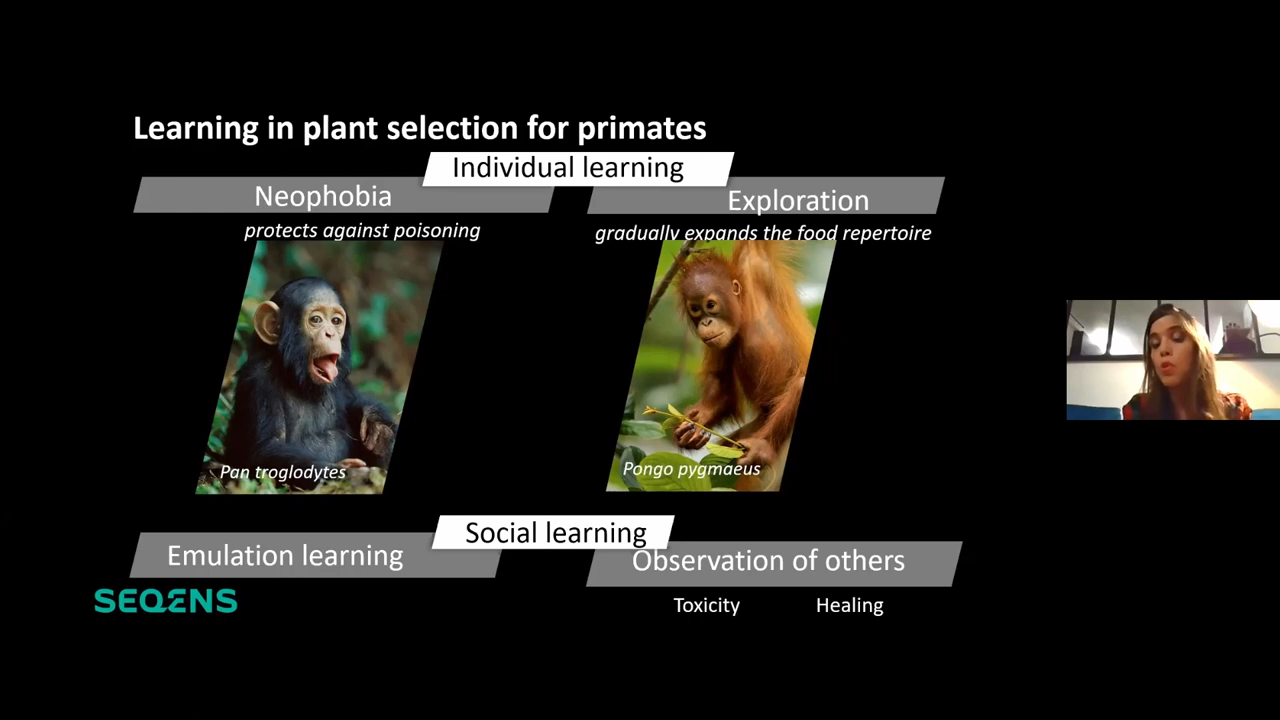 Learning in plant selection for primates
Individual learning
Neophobia
Exploration
protects against poisoning
gradually expands the food repertoire
Pan troglodytes
Pongo pygmaeus
Social learning
Emulation learning
Observation of others
SEQENS
Toxicity
Healing